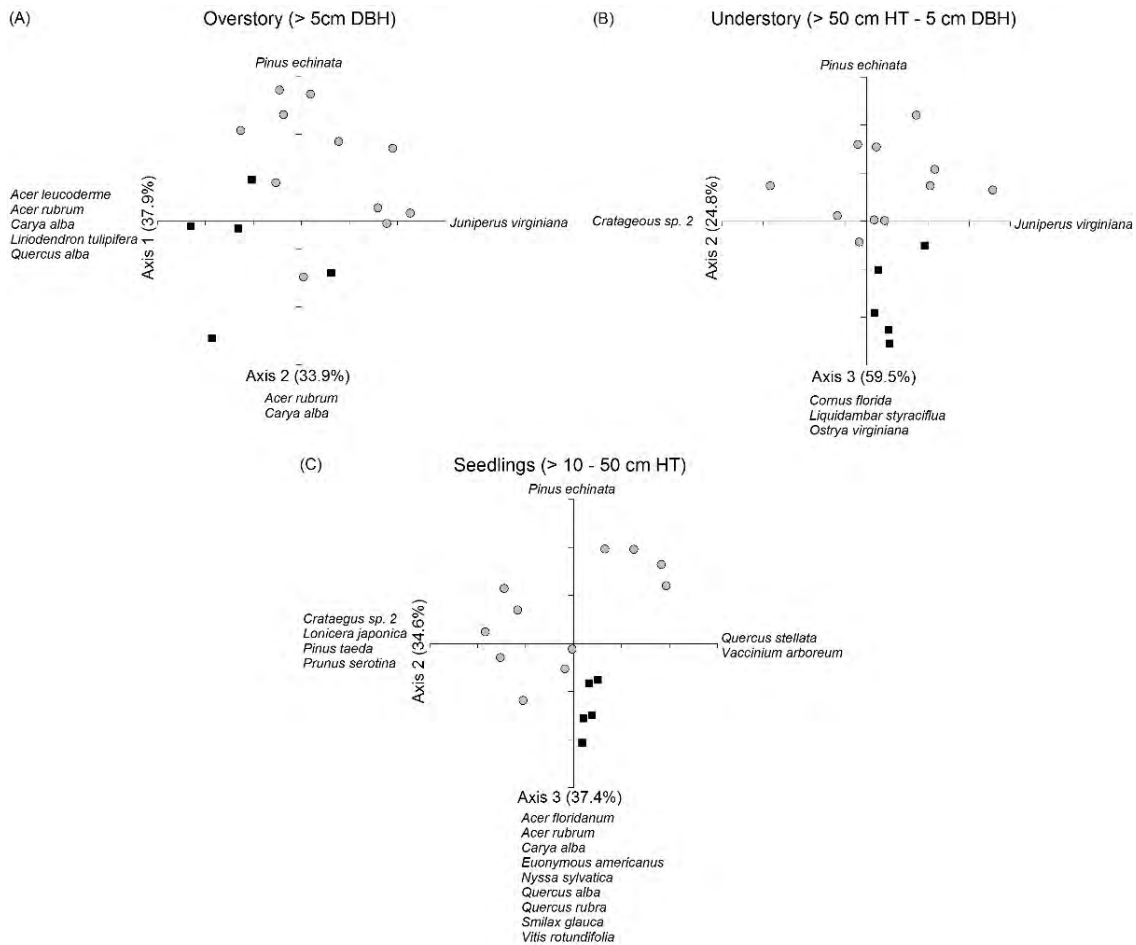 (A)
Overstory (> 5cm DBH)
Pinus echinata
Acer leucoderme
Acer rubrum
Carya alba
Liriodendron tulipifera
Quercus alba
Axis 1 (37.9%)
Juniperus virginiana
Axis 2 (33.9%)
Acer rubrum
Carya alba
(B)
Understory (> 50 cm HT - 5 cm DBH)
Pinus echinata
Cratageous sp. 2
Axis 2 (24.8%)
Juniperus virginiana
Axis 3 (59.5%)
Cornus florida
Liquidambar styraciflua
Ostrya virginiana
(C)
Seedlings (> 10 - 50 cm HT)
Pinus echinata
Crataegus sp. 2
Lonicera japonica
Pinus taeda
Prunus serotina
Axis 2 (34.6%)
Quercus stellata
Vaccinium arboreum
Axis 3 (37.4%)
Acer floridanum
Acer rubrum
Carya alba
Euonymous americanus
Nyssa sylvatica
Quercus alba
Quercus rubra
Smilax glauca
Vitis rotundifolia